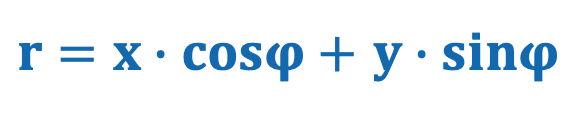 r = x · cosφ + y · sinφ